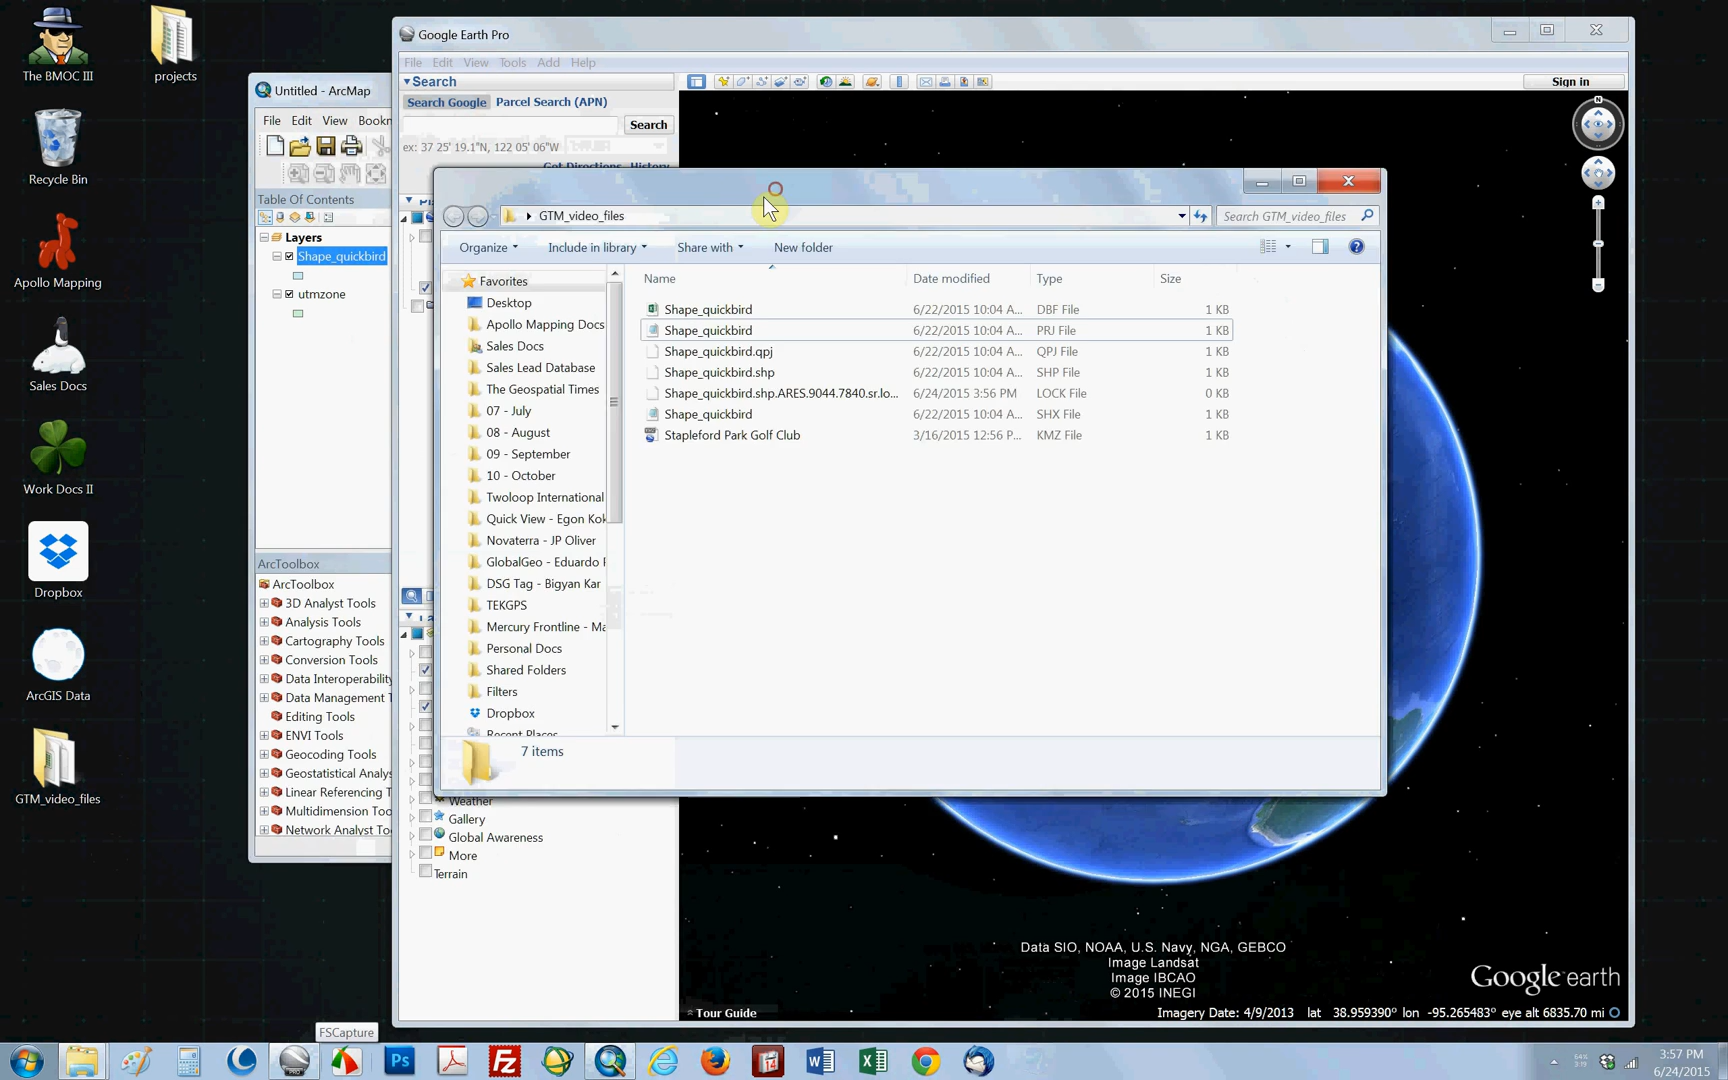 The BMOC III
projects
Recycle Bin
Apollo Mapping
Sales Docs
Work Docs II
Dropbox
ArcGIS Data
GTM_video_files
Untitled - ArcMap
File Edit View Bookn
Table Of Contents
Layers
Shape_quickbird
utmzone
ArcToolbox
ArcToolbox
3D Analyst Tools
Analysis Tools
Cartography Tools
Conversion Tools
Data Interoperability
Data Management T
Editing Tools
ENVI Tools
Geocoding Tools
Geostatistical Analys
Linear Referencing T
Multidimension Too
Network Analyst To
Google Earth Pro
File Edit View Tools Add Help
Search
Search Google Parcel Search (APN)
Search
ex: 37 25' 19.1"N, 122 05' 06"W
Get Directions History
Sign in
N
GTM_video_files
Search GTM_video_files
Organize Include in library Share with New folder
Favorites
Desktop
Apollo Mapping Docs
Sales Docs
Sales Lead Database
The Geospatial Times
07 - July
08 - August
09 - September
10 - October
Twoloop International
Quick View - Egon Kok
Novaterra - JP Oliver
GlobalGeo - Eduardo F
DSG Tag - Bigyan Kar
TEKGPS
Mercury Frontline - Ma
Personal Docs
Shared Folders
Filters
Dropbox
Recent Places
Name Date modified Type Size
Shape_quickbird 6/22/2015 10:04 A... DBF File 1 KB
Shape_quickbird 6/22/2015 10:04 A... PRJ File 1 KB
Shape_quickbird.qpj 6/22/2015 10:04 A... QPJ File 1 KB
Shape_quickbird.shp 6/22/2015 10:04 A... SHP File 1 KB
Shape_quickbird.shp.ARES.9044.7840.sr.lo... 6/24/2015 3:56 PM LOCK File 0 KB
Shape_quickbird 6/22/2015 10:04 A... SHX File 1 KB
Stapleford Park Golf Club 3/16/2015 12:56 P... KMZ File 1 KB
7 items
Weather
Gallery
Global Awareness
More
Terrain
Data SIO, NOAA, U.S. Navy, NGA, GEBCO
Image Landsat
Image IBCAO
© 2015 INEGI
Google earth
Tour Guide
Imagery Date: 4/9/2013 lat 38.959390° lon -95.265483° eye alt 6835.70 mi
FSCapture
PRO
Ps
Fz
64%
3:19
3:57 PM
6/24/2015